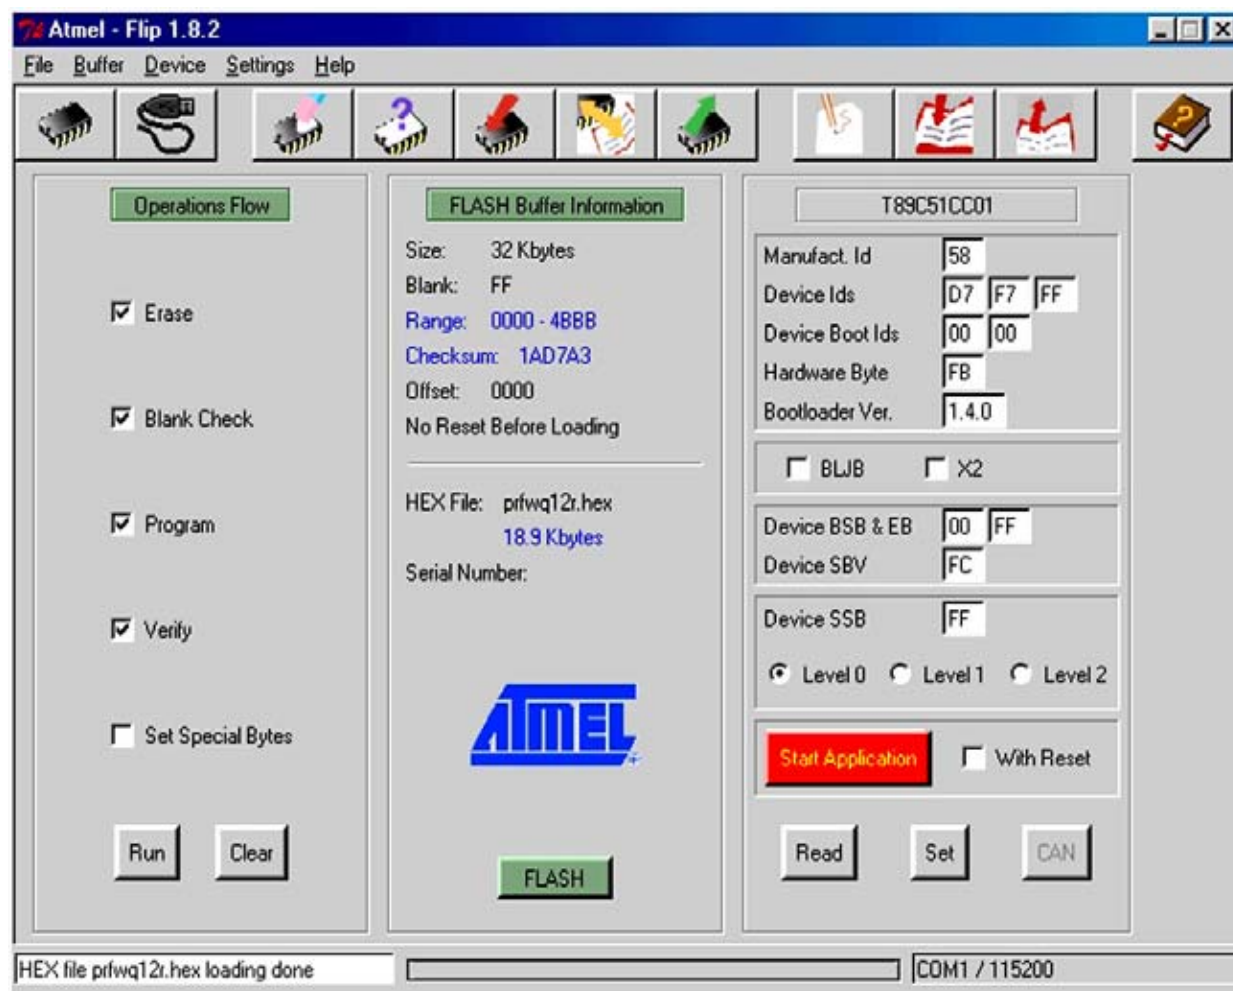 Atmel - Flip 1.8.2
File Buffer Device Settings Help
Operations Flow
Erase
Blank Check
Program
Verify
Set Special Bytes
Run Clear
FLASH Buffer Information
Size: 32 Kbytes
Blank: FF
Range: 0000 - 4BBB
Checksum: 1AD7A3
Offset: 0000
No Reset Before Loading
HEX File: prfwq12r.hex
18.9 Kbytes
Serial Number:
ATMEL
FLASH
T89C51CC01
Manufact. Id 58
Device Ids D7 F7 FF
Device Boot Ids 00 00
Hardware Byte FB
Bootloader Ver. 1.4.0
BLJB X2
Device BSB & EB 00 FF
Device SBV FC
Device SSB FF
Level 0 Level 1 Level 2
Start Application With Reset
Read Set CAN
HEX file prfwq12r.hex loading done
COM1 / 115200